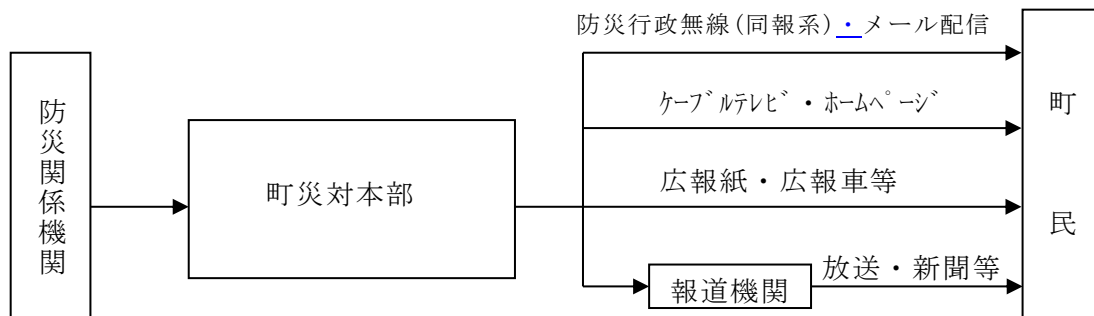 防災関係機関
町災対本部
防災行政無線(同報系)・メール配信
ｹｰﾌﾞﾙﾃﾚﾋﾞ・ﾎｰﾑﾍﾟｰｼﾞ
広報紙・広報車等
報道機関
放送・新聞等
町民